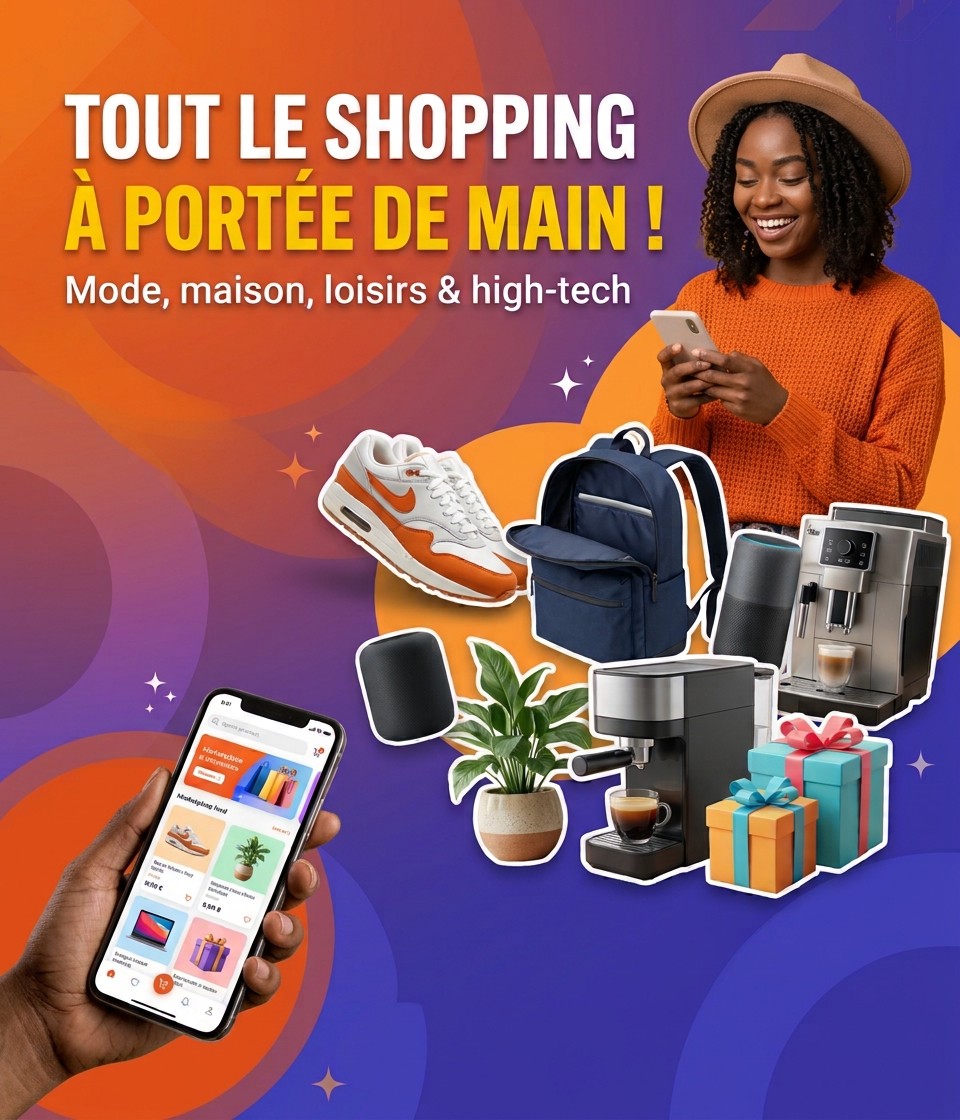 TOUT LE SHOPPING
À PORTÉE DE MAIN !
Mode, maison, loisirs & high-tech